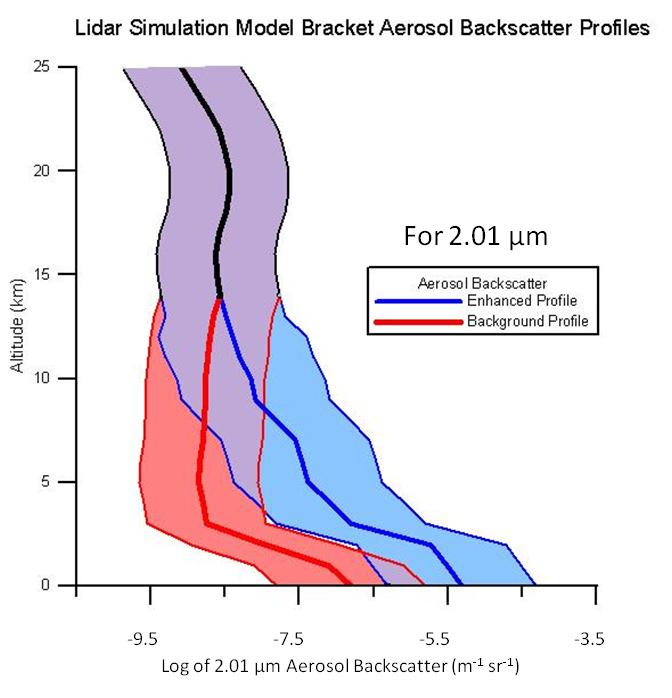 Lidar Simulation Model Bracket Aerosol Backscatter Profiles
25
20
15
10
5
0
Altitude (km)
For 2.01 µm
Aerosol Backscatter
Enhanced Profile
Background Profile
-9.5 -7.5 -5.5 -3.5
Log of 2.01 µm Aerosol Backscatter (m⁻¹ sr⁻¹)